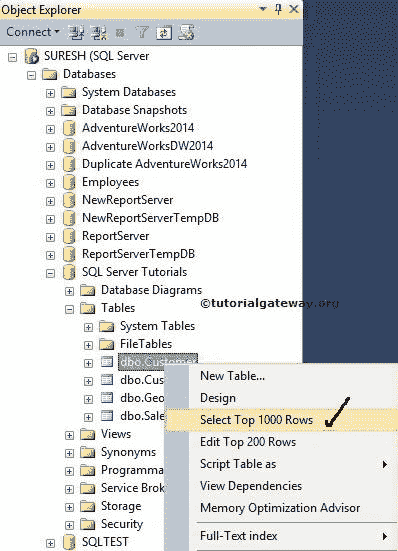 Object Explorer
Connect
SURESH (SQL Server
Databases
System Databases
Database Snapshots
AdventureWorks2014
AdventureWorksDW2014
Duplicate AdventureWorks2014
Employees
NewReportServer
NewReportServerTempDB
ReportServer
ReportServerTempDB
SQL Server Tutorials
Database Diagrams
©tutorialgateway.org
Tables
System Tables
FileTables
dbo.Customer
New Table...
dbo.Cus
Design
dbo.Geo
Select Top 1000 Rows
dbo.Sale
Edit Top 200 Rows
Views
Synonyms
Script Table as
Programma
View Dependencies
Service Brok
Storage
Memory Optimization Advisor
Security
Full-Text index
SQLTEST